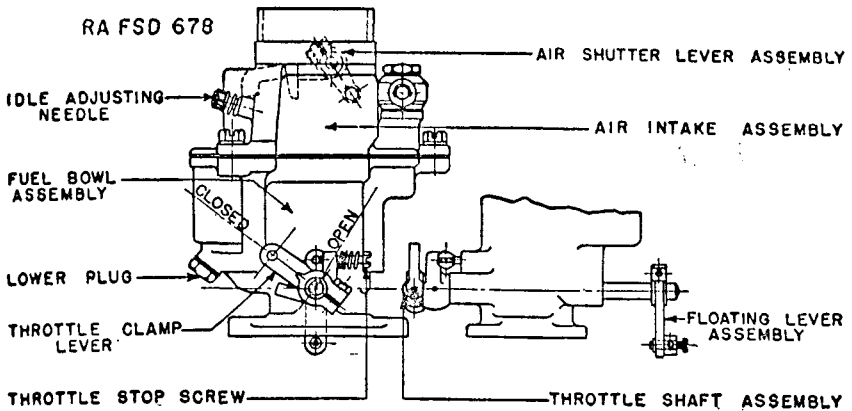 RA FSD 678
AIR SHUTTER LEVER ASSEMBLY
IDLE ADJUSTING
NEEDLE
AIR INTAKE ASSEMBLY
FUEL BOWL
ASSEMBLY
CLOSED
OPEN
LOWER PLUG
THROTTLE CLAMP
LEVER
FLOATING LEVER
ASSEMBLY
THROTTLE STOP SCREW
THROTTLE SHAFT ASSEMBLY